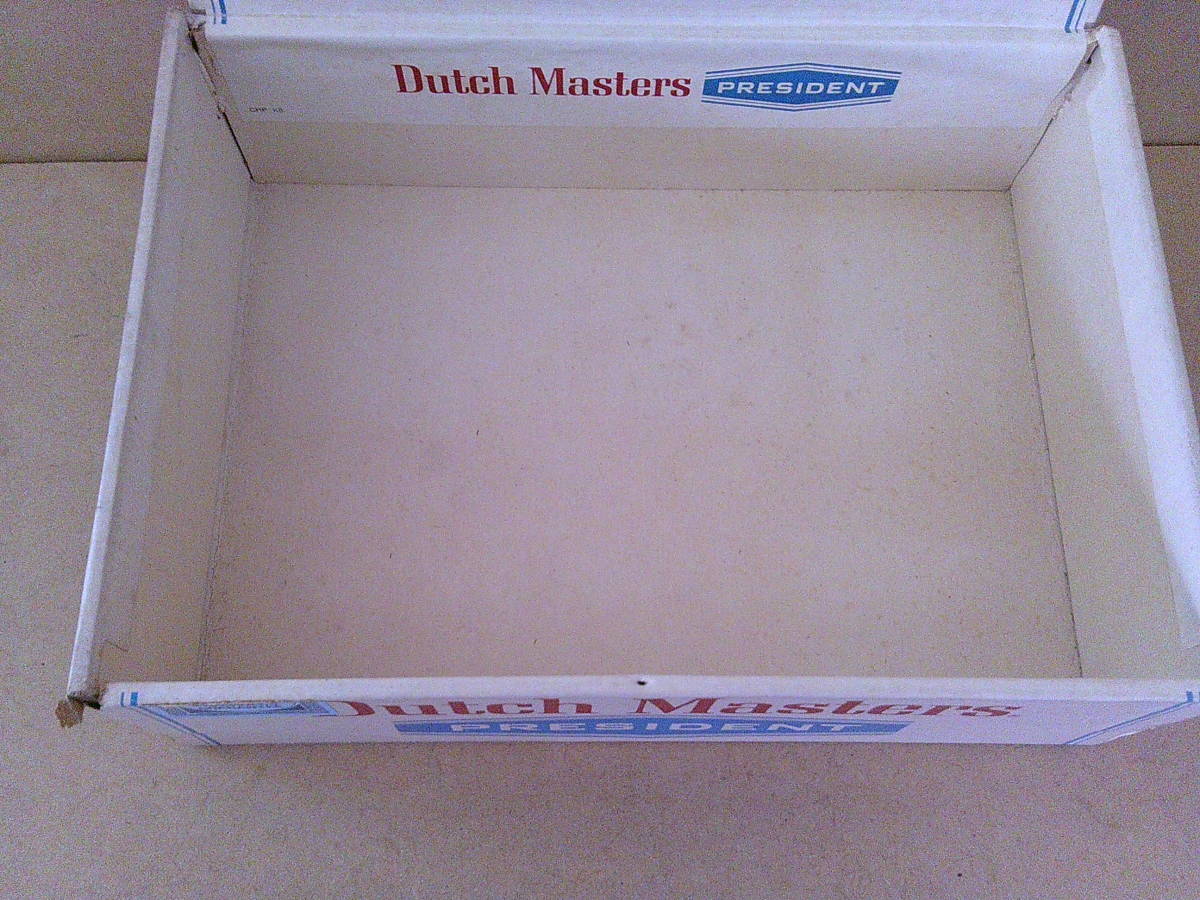 Dutch Masters PRESIDENT
Dutch Masters
PRESIDENT